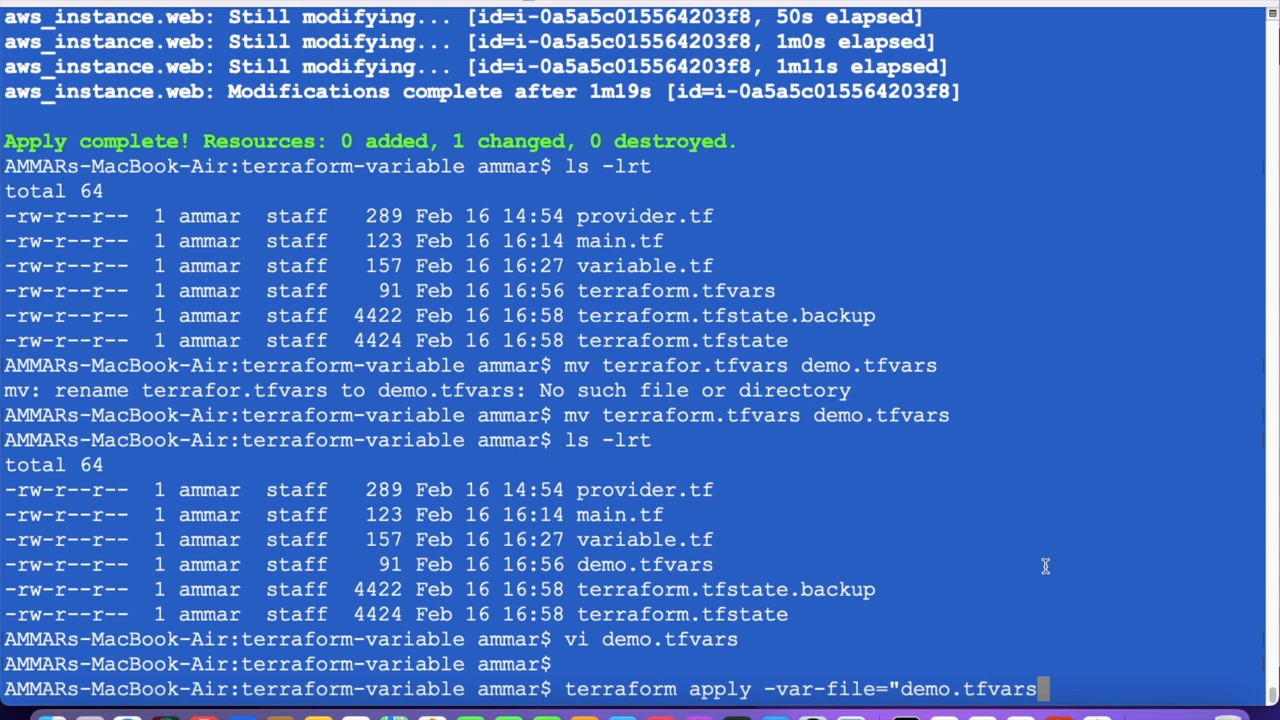 aws_instance.web: Still modifying... [id=i-0a5a5c015564203f8, 50s elapsed]
aws_instance.web: Still modifying... [id=i-0a5a5c015564203f8, 1m0s elapsed]
aws_instance.web: Still modifying... [id=i-0a5a5c015564203f8, 1m11s elapsed]
aws_instance.web: Modifications complete after 1m19s [id=i-0a5a5c015564203f8]
Apply complete! Resources: 0 added, 1 changed, 0 destroyed.
AMMARs-MacBook-Air:terraform-variable ammar$ ls -lrt
total 64
-rw-r--r--  1 ammar  staff   289 Feb 16 14:54 provider.tf
-rw-r--r--  1 ammar  staff   123 Feb 16 16:14 main.tf
-rw-r--r--  1 ammar  staff   157 Feb 16 16:27 variable.tf
-rw-r--r--  1 ammar  staff    91 Feb 16 16:56 terraform.tfvars
-rw-r--r--  1 ammar  staff  4422 Feb 16 16:58 terraform.tfstate.backup
-rw-r--r--  1 ammar  staff  4424 Feb 16 16:58 terraform.tfstate
AMMARs-MacBook-Air:terraform-variable ammar$ mv terrafor.tfvars demo.tfvars
mv: rename terrafor.tfvars to demo.tfvars: No such file or directory
AMMARs-MacBook-Air:terraform-variable ammar$ mv terraform.tfvars demo.tfvars
AMMARs-MacBook-Air:terraform-variable ammar$ ls -lrt
total 64
-rw-r--r--  1 ammar  staff   289 Feb 16 14:54 provider.tf
-rw-r--r--  1 ammar  staff   123 Feb 16 16:14 main.tf
-rw-r--r--  1 ammar  staff   157 Feb 16 16:27 variable.tf
-rw-r--r--  1 ammar  staff    91 Feb 16 16:56 demo.tfvars
-rw-r--r--  1 ammar  staff  4422 Feb 16 16:58 terraform.tfstate.backup
-rw-r--r--  1 ammar  staff  4424 Feb 16 16:58 terraform.tfstate
AMMARs-MacBook-Air:terraform-variable ammar$ vi demo.tfvars
AMMARs-MacBook-Air:terraform-variable ammar$
AMMARs-MacBook-Air:terraform-variable ammar$ terraform apply -var-file="demo.tfvars